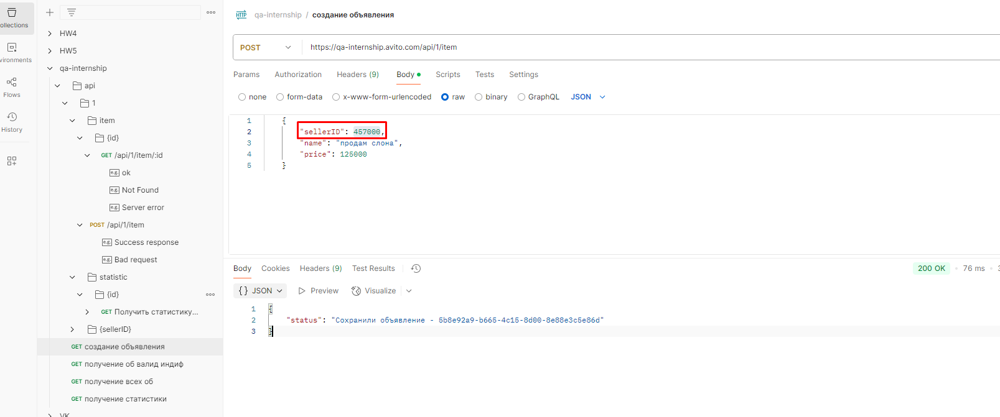 ollections
vironments
Flows
History
HW4
HW5
qa-internship
api
1
item
{id}
GET /api/1/item/:id
e.g. ok
e.g. Not Found
e.g. Server error
POST /api/1/item
e.g. Success response
e.g. Bad request
statistic
{id}
GET Получить статистику...
{sellerID}
GET создание объявления
GET получение об валид индиф
GET получение всех об
GET получение статистики
VK
HTTP qa-internship / создание объявления
POST https://qa-internship.avito.com/api/1/item
Params Authorization Headers (9) Body Scripts Tests Settings
none form-data x-www-form-urlencoded raw binary GraphQL JSON
1 {
2 "sellerID": 457000,
3 "name": "продам слона",
4 "price": 125000
5 }
Body Cookies Headers (9) Test Results 200 OK • 76 ms •
{} JSON Preview Visualize
1 {
2 "status": "Сохранили объявление - 5b8e92a9-b665-4c15-8d00-8e88e3c5e86d"
3 }